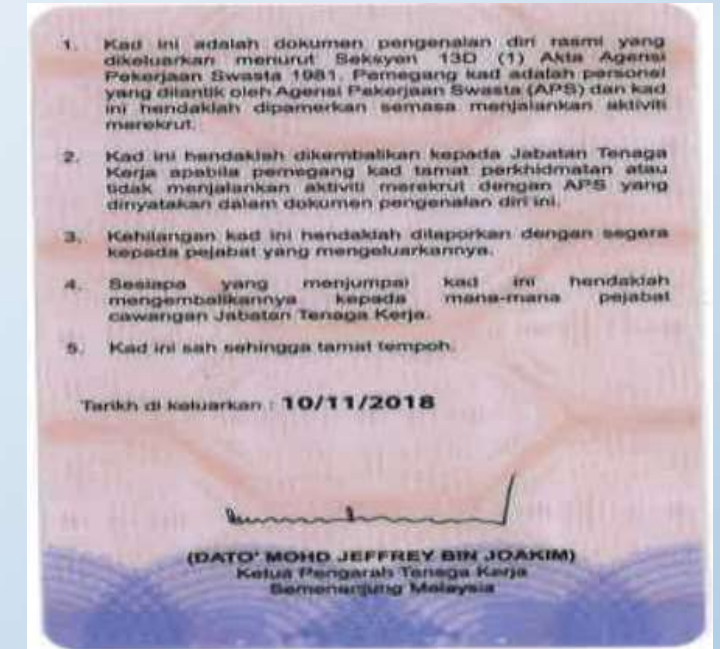 1. Kad ini adalah dokumen pengenalan diri rasmi yang
dikeluarkan menurut Seksyen 13D (1) Akta Agensi
Pekerjaan Swasta 1981. Pemegang kad adalah personel
yang dilantik oleh Agensi Pekerjaan Swasta (APS) dan kad
ini hendaklah dipamerkan semasa menjalankan aktiviti
merekrut.
2. Kad ini hendaklah dikembalikan kepada Jabatan Tenaga
Kerja apabila pemegang kad tamat perkhidmatan atau
tidak menjalankan aktiviti merekrut dengan APS yang
dinyatakan dalam dokumen pengenalan diri ini.
3. Kehilangan kad ini hendaklah dilaporkan dengan segera
kepada pejabat yang mengeluarkannya.
4. Sesiapa yang menjumpai kad ini hendaklah
mengembalikannya kepada mana-mana pejabat
cawangan Jabatan Tenaga Kerja.
5. Kad ini sah sehingga tamat tempoh.
Tarikh di keluarkan : 10/11/2018
(DATO' MOHD JEFFREY BIN JOAKIM)
Ketua Pengarah Tenaga Kerja
Semenanjung Malaysia